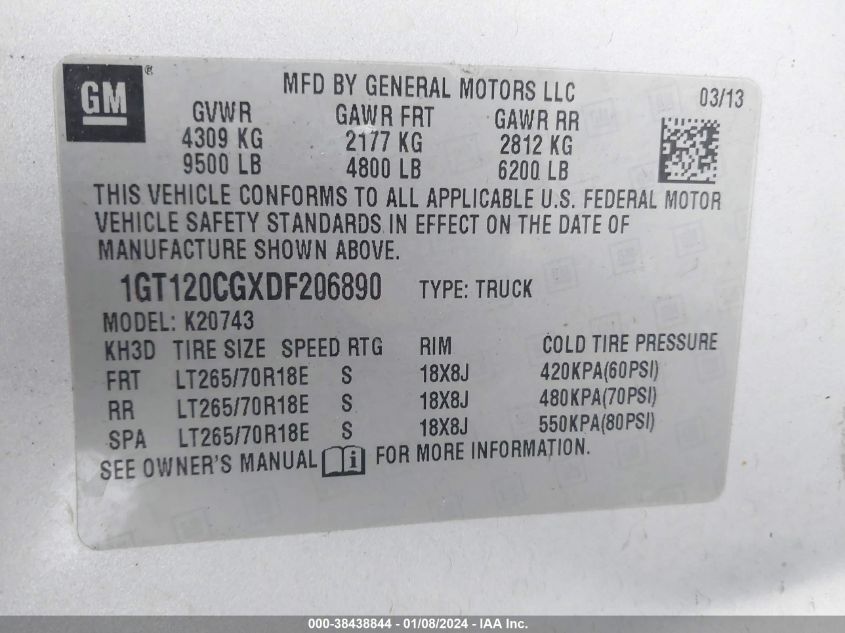 GM® MFD BY GENERAL MOTORS LLC 03/13
GVWR GAWR FRT GAWR RR
4309 KG 2177 KG 2812 KG
9500 LB 4800 LB 6200 LB
THIS VEHICLE CONFORMS TO ALL APPLICABLE U.S. FEDERAL MOTOR
VEHICLE SAFETY STANDARDS IN EFFECT ON THE DATE OF
MANUFACTURE SHOWN ABOVE.
1GT120CGXDF206890 TYPE: TRUCK
MODEL: K20743
KH3D TIRE SIZE SPEED RTG RIM COLD TIRE PRESSURE
FRT LT265/70R18E S 18X8J 420KPA(60PSI)
RR LT265/70R18E S 18X8J 480KPA(70PSI)
SPA LT265/70R18E S 18X8J 550KPA(80PSI)
SEE OWNER'S MANUAL i FOR MORE INFORMATION.
000-38438844 - 01/08/2024 - IAA Inc.